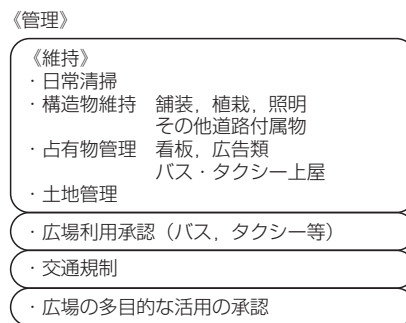 《管理》
《維持》
・日常清掃
・構造物維持　舗装，植栽，照明
その他道路付属物
・占有物管理　看板，広告類
バス・タクシー上屋
・土地管理
・広場利用承認（バス，タクシー等）
・交通規制
・広場の多目的な活用の承認